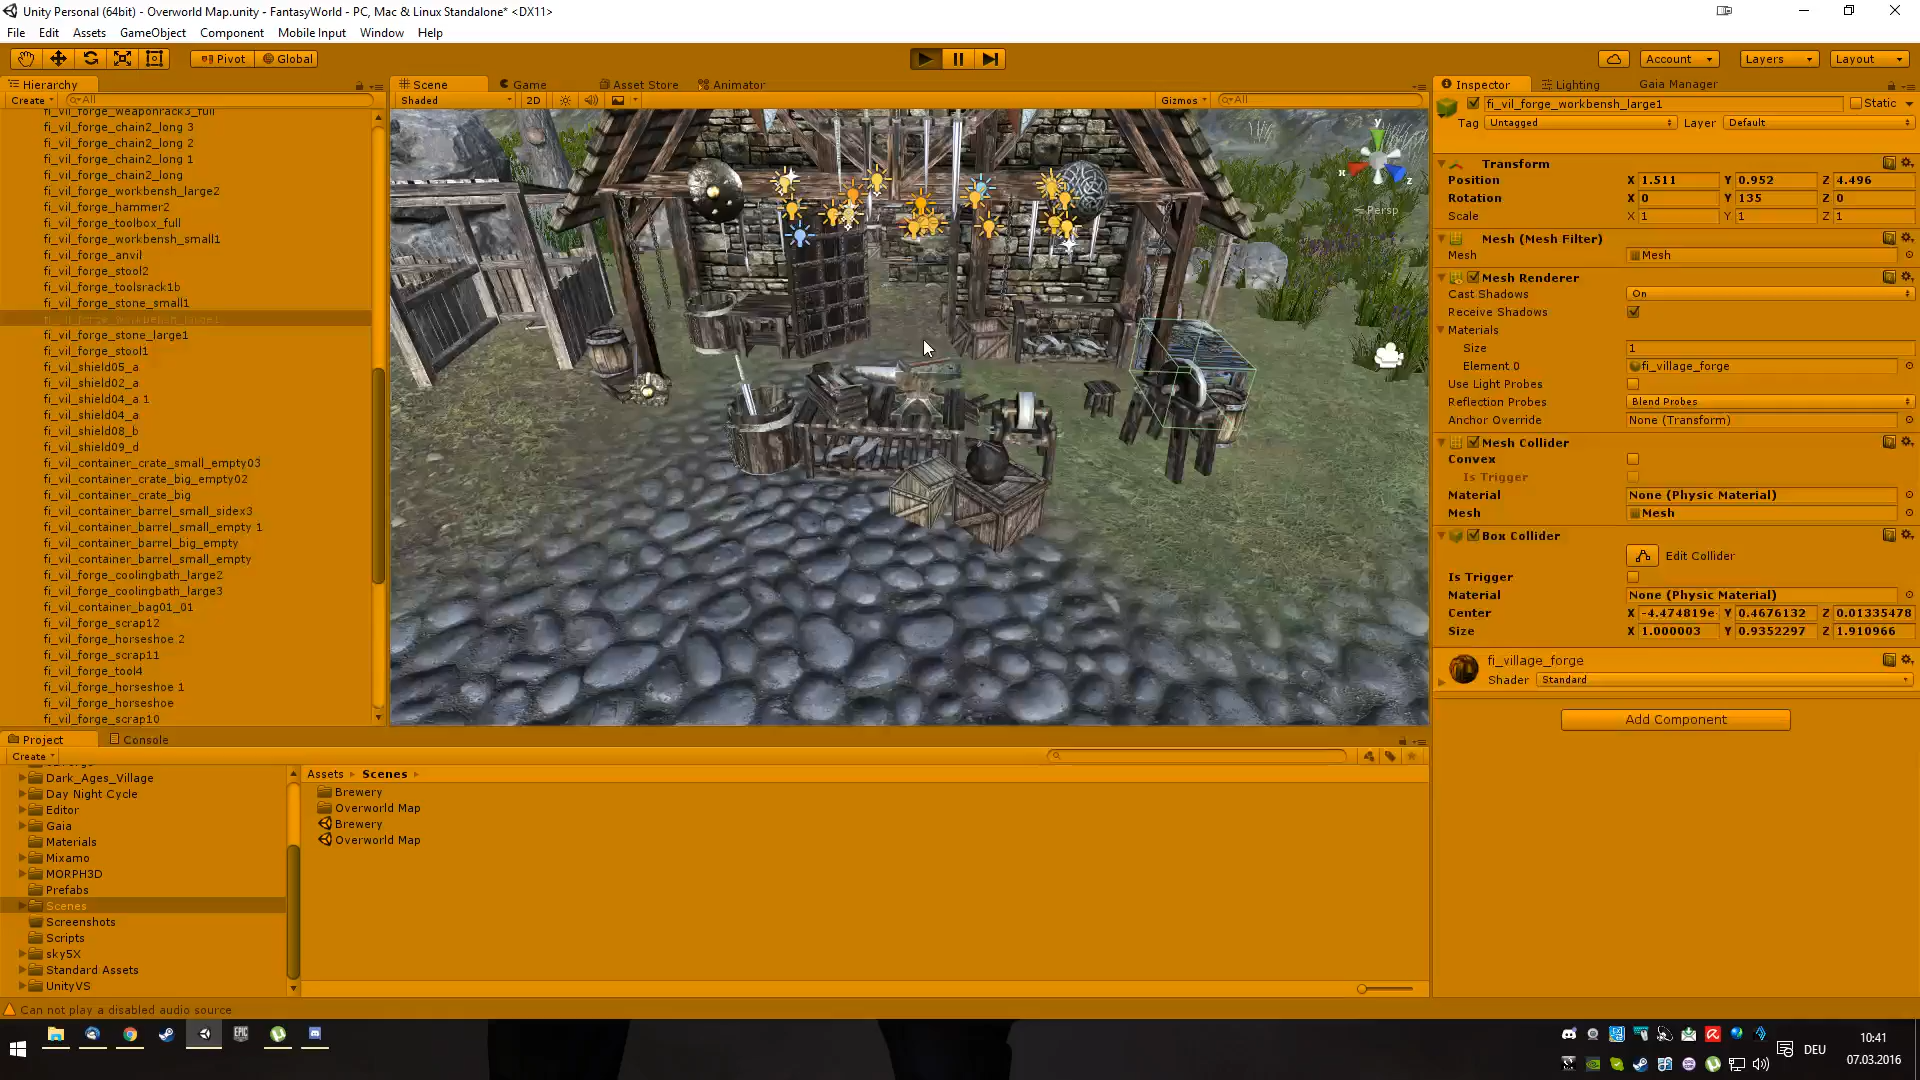 Unity Personal (64bit) - Overworld Map.unity - FantasyWorld - PC, Mac & Linux Standalone* <DX11>
File Edit Assets GameObject Component Mobile Input Window Help
Pivot Global Account Layers Layout
Hierarchy
Create All
fi_vil_forge_weaponrack3_full
fi_vil_forge_chain2_long 3
fi_vil_forge_chain2_long 2
fi_vil_forge_chain2_long 1
fi_vil_forge_chain2_long
fi_vil_forge_workbensh_large2
fi_vil_forge_hammer2
fi_vil_forge_toolbox_full
fi_vil_forge_workbensh_small1
fi_vil_forge_anvil
fi_vil_forge_stool2
fi_vil_forge_toolsrack1b
fi_vil_forge_stone_small1
fi_vil_forge_workbensh_large1
fi_vil_forge_stone_large1
fi_vil_forge_stool1
fi_vil_shield05_a
fi_vil_shield02_a
fi_vil_shield04_a 1
fi_vil_shield04_a
fi_vil_shield08_b
fi_vil_shield09_d
fi_vil_container_crate_small_empty03
fi_vil_container_crate_big_empty02
fi_vil_container_crate_big
fi_vil_container_barrel_small_sidex3
fi_vil_container_barrel_small_empty 1
fi_vil_container_barrel_big_empty
fi_vil_container_barrel_small_empty
fi_vil_forge_coolingbath_large2
fi_vil_forge_coolingbath_large3
fi_vil_container_bag01_01
fi_vil_forge_scrap12
fi_vil_forge_horseshoe 2
fi_vil_forge_scrap11
fi_vil_forge_tool4
fi_vil_forge_horseshoe 1
fi_vil_forge_horseshoe
fi_vil_forge_scrap10
Scene Game Asset Store Animator
Shaded 2D Gizmos All
y
x
z
Persp
Inspector Lighting Gaia Manager
fi_vil_forge_workbensh_large1 Static
Tag Untagged Layer Default
Transform
Position X 1.511 Y 0.952 Z 4.496
Rotation X 0 Y 135 Z 0
Scale X 1 Y 1 Z 1
Mesh (Mesh Filter)
Mesh Mesh
Mesh Renderer
Cast Shadows On
Receive Shadows
Materials
Size 1
Element 0 fi_village_forge
Use Light Probes
Reflection Probes Blend Probes
Anchor Override None (Transform)
Mesh Collider
Convex
Is Trigger
Material None (Physic Material)
Mesh Mesh
Box Collider
Edit Collider
Is Trigger
Material None (Physic Material)
Center X -4.474819e- Y 0.4676132 Z 0.01335478
Size X 1.000003 Y 0.9352297 Z 1.910966
fi_village_forge
Shader Standard
Add Component
Project Console
Create
Dark_Ages_Village
Day Night Cycle
Editor
Gaia
Materials
Mixamo
MORPH3D
Prefabs
Scenes
Screenshots
Scripts
sky5X
Standard Assets
UnityVS
Assets Scenes
Brewery
Overworld Map
Brewery
Overworld Map
Can not play a disabled audio source
EPIC
DEU
10:41
07.03.2016